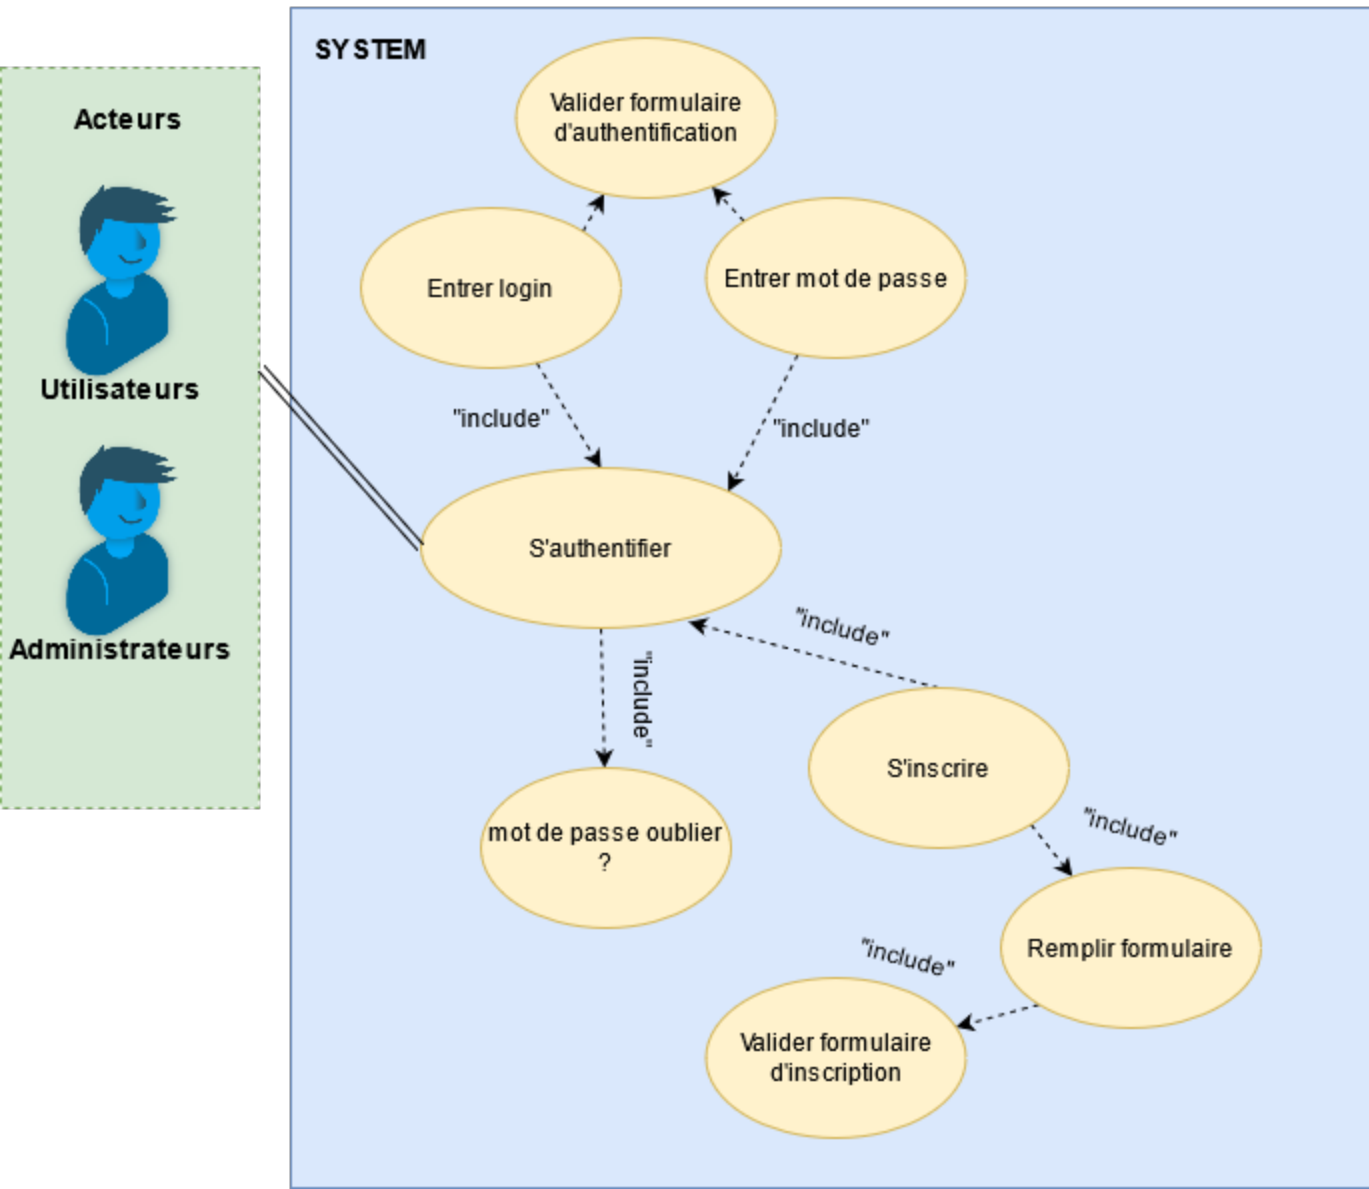 SYSTEM
Acteurs
Utilisateurs
Administrateurs
Valider formulaire
d'authentification
Entrer login
Entrer mot de passe
"include"
"include"
S'authentifier
"include"
"include"
mot de passe oublier
?
S'inscrire
"include"
Remplir formulaire
"include"
Valider formulaire
d'inscription